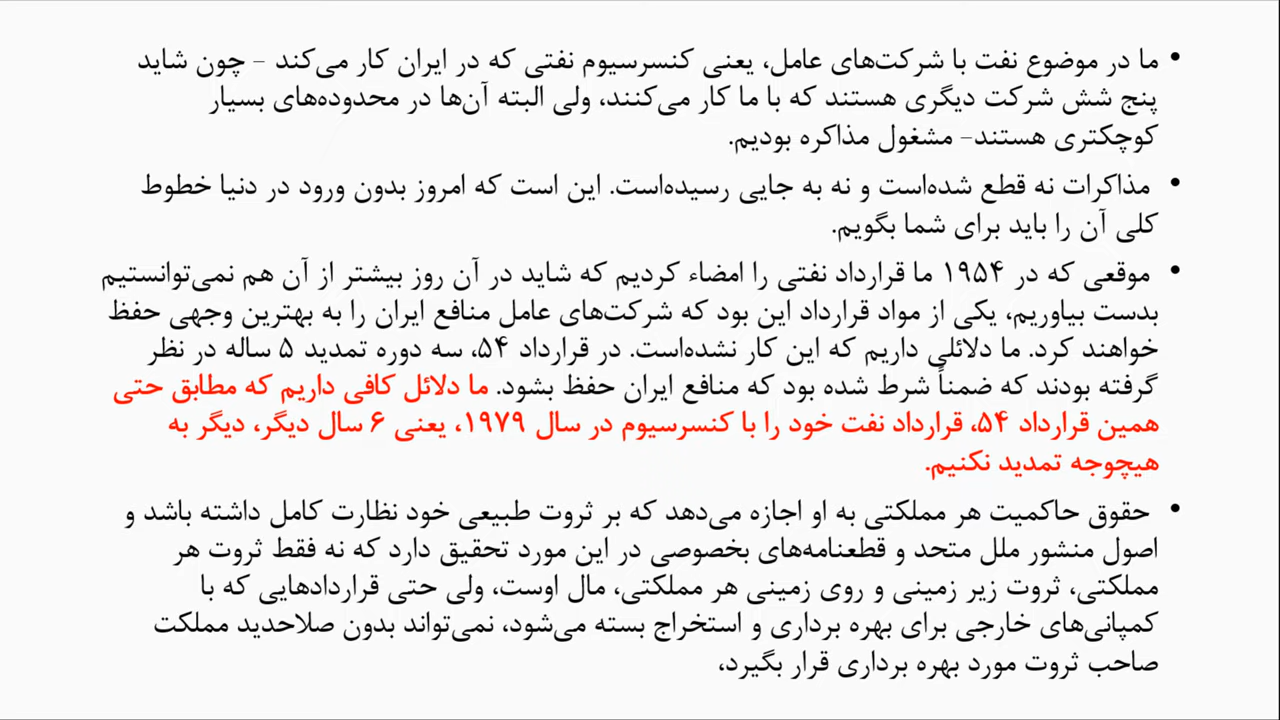 • ما در موضوع نفت با شرکت‌های عامل، یعنی کنسرسیوم نفتی که در ایران کار می‌کند – چون شاید
پنج شش شرکت دیگری هستند که با ما کار می‌کنند، ولی البته آن‌ها در محدوده‌های بسیار
کوچکتری هستند– مشغول مذاکره بودیم.
• مذاکرات نه قطع شده‌است و نه به جایی رسیده‌است. این است که امروز بدون ورود در دنیا خطوط
کلی آن را باید برای شما بگویم.
• موقعی که در ۱۹۵۴ ما قرارداد نفتی را امضاء کردیم که شاید در آن روز بیشتر از آن هم نمی‌توانستیم
بدست بیاوریم، یکی از مواد قرارداد این بود که شرکت‌های عامل منافع ایران را به بهترین وجهی حفظ
خواهند کرد. ما دلائلی داریم که این کار نشده‌است. در قرارداد ۵۴، سه دوره تمدید ۵ ساله در نظر
گرفته بودند که ضمناً شرط شده بود که منافع ایران حفظ بشود. ما دلائل کافی داریم که مطابق حتی
همین قرارداد ۵۴، قرارداد نفت خود را با کنسرسیوم در سال ۱۹۷۹، یعنی ۶ سال دیگر، دیگر به
هیچوجه تمدید نکنیم.
• حقوق حاکمیت هر مملکتی به او اجازه می‌دهد که بر ثروت طبیعی خود نظارت کامل داشته باشد و
اصول منشور ملل متحد و قطعنامه‌های بخصوصی در این مورد تحقیق دارد که نه فقط ثروت هر
مملکتی، ثروت زیر زمینی و روی زمینی هر مملکتی، مال اوست، ولی حتی قراردادهایی که با
کمپانی‌های خارجی برای بهره برداری و استخراج بسته می‌شود، نمی‌تواند بدون صلاحدید مملکت
صاحب ثروت مورد بهره برداری قرار بگیرد،